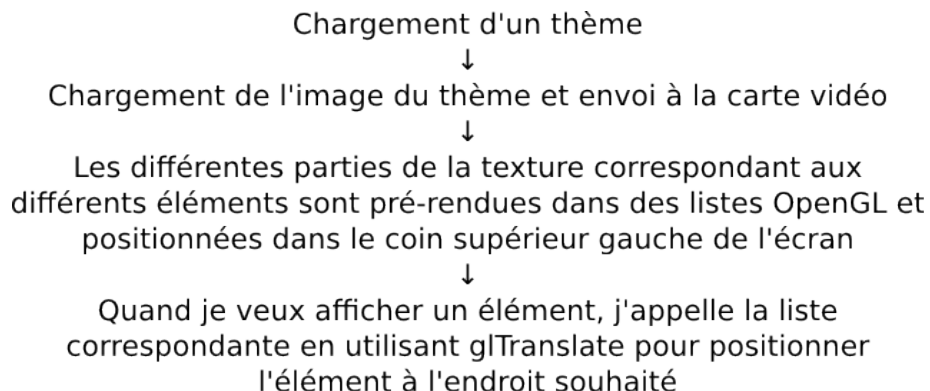 Chargement d'un thème
↓
Chargement de l'image du thème et envoi à la carte vidéo
↓
Les différentes parties de la texture correspondant aux
différents éléments sont pré-rendues dans des listes OpenGL et
positionnées dans le coin supérieur gauche de l'écran
↓
Quand je veux afficher un élément, j'appelle la liste
correspondante en utilisant glTranslate pour positionner
l'élément à l'endroit souhaité